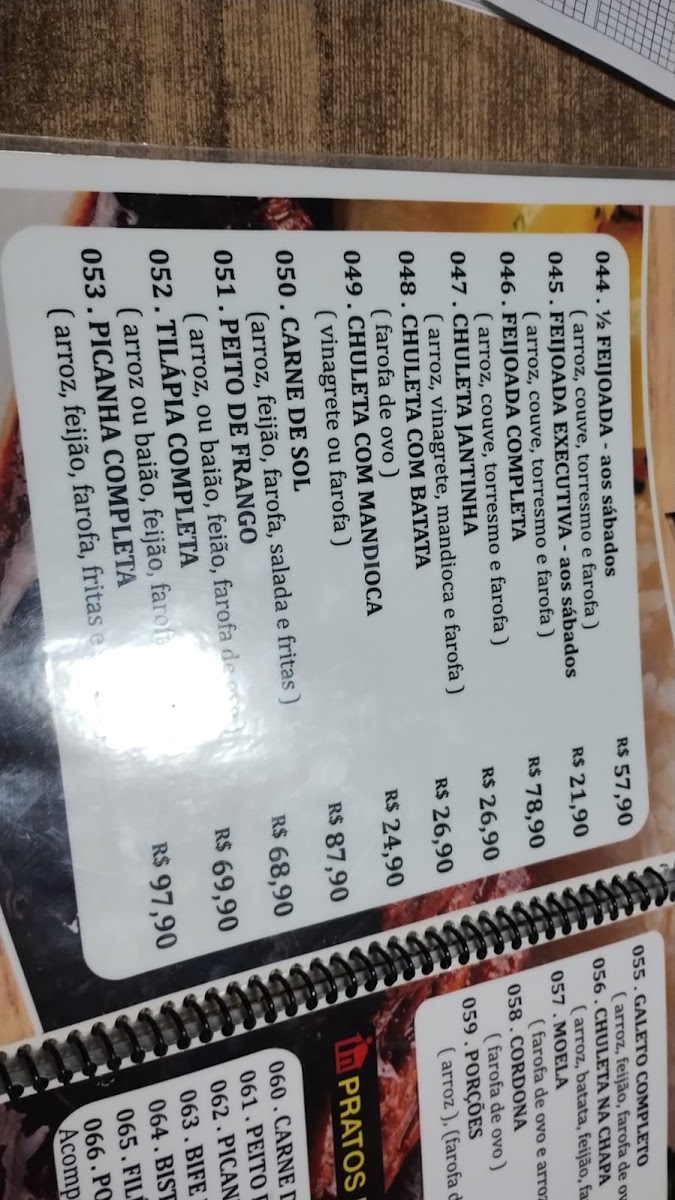 044 . ½ FEIJOADA - aos sábados R$ 57,90
( arroz, couve, torresmo e farofa )
045 . FEIJOADA EXECUTIVA - aos sábados R$ 21,90
( arroz, couve, torresmo e farofa )
046 . FEIJOADA COMPLETA R$ 78,90
( arroz, couve, torresmo e farofa )
047 . CHULETA JANTINHA R$ 26,90
( arroz, vinagrete, mandioca e farofa )
048 . CHULETA COM BATATA R$ 26,90
( farofa de ovo )
049 . CHULETA COM MANDIOCA R$ 24,90
( vinagrete ou farofa )
050 . CARNE DE SOL R$ 87,90
(arroz, feijão, farofa, salada e fritas )
051 . PEITO DE FRANGO R$ 68,90
( arroz, ou baião, feião, farofa de ovo
052 . TILÁPIA COMPLETA R$ 69,90
( arroz ou baião, feijão, farofa
053 . PICANHA COMPLETA R$ 97,90
( arroz, feijão, farofa, fritas e
055 . GALETO COMPLETO
( arroz, feijão, farofa de
056 . CHULETA NA CHAPA
( arroz, batata, feijão, fa
057 . MOELA
( farofa de ovo e arro
058 . CORDONA
( farofa de ovo )
059 . PORÇÕES
( arroz ), (farofa d
in PRATOS
060 . CARNE D
061 . PEITO
062 . PICAN
063 . BIFE
064 . BIST
065 . FIL
066 . PO
Acomp